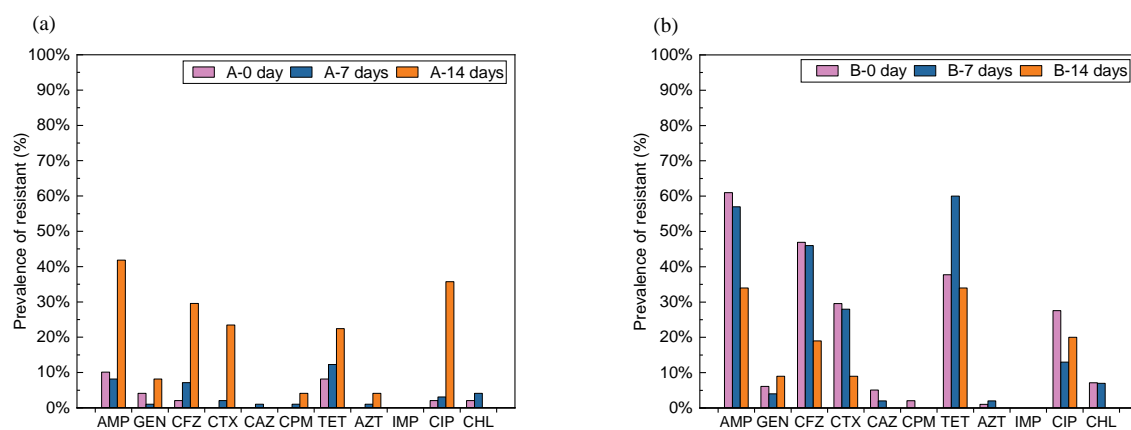 (a)
A-0 day A-7 days A-14 days
Prevalence of resistant (%)
100%
90%
80%
70%
60%
50%
40%
30%
20%
10%
0%
AMP GEN CFZ CTX CAZ CPM TET AZT IMP CIP CHL
(b)
B-0 day B-7 days B-14 days
Prevalence of resistant (%)
100%
90%
80%
70%
60%
50%
40%
30%
20%
10%
0%
AMP GEN CFZ CTX CAZ CPM TET AZT IMP CIP CHL